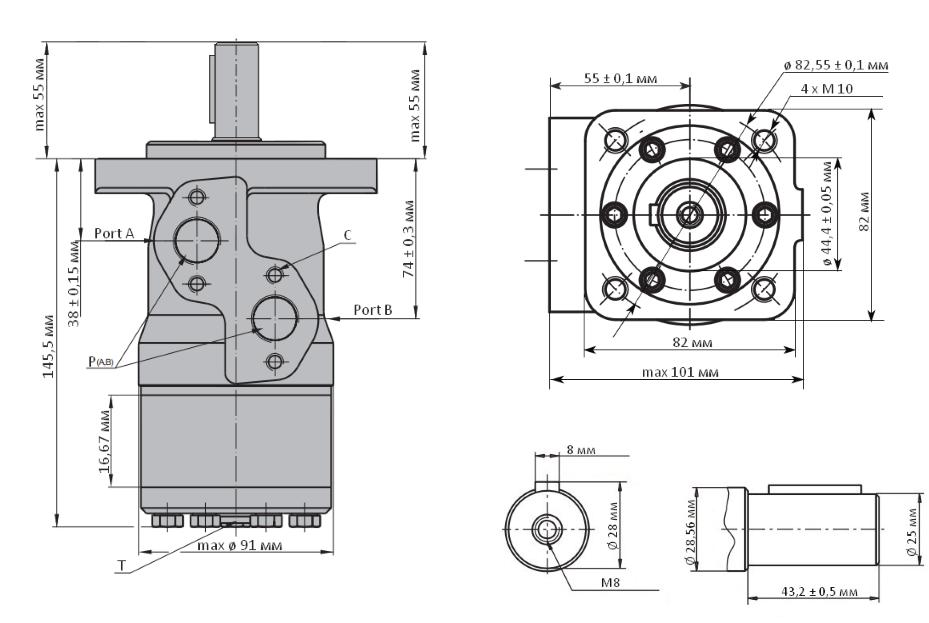 max 55 мм
max 55 мм
Port A
38 ± 0,15 мм
145,5 мм
74 ± 0,3 мм
C
Port B
P(A,B)
16,67 мм
max ø 91 мм
T
55 ± 0,1 мм
ø 82,55 ± 0,1 мм
4 x M 10
ø 44,4 ± 0,05 мм
82 мм
82 мм
max 101 мм
8 мм
Ø 28 мм
M8
Ø 28,56 мм
Ø 25 мм
43,2 ± 0,5 мм